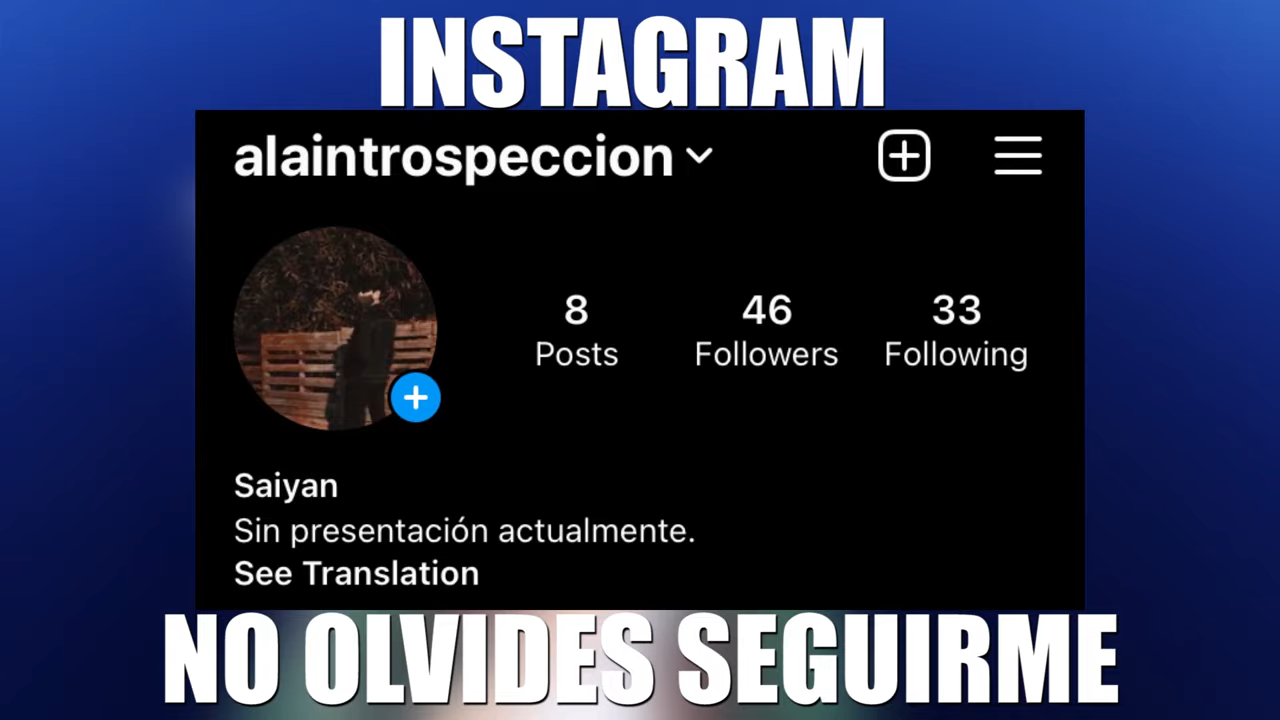 INSTAGRAM
alaintrospeccion
8 46 33
Posts Followers Following
Saiyan
Sin presentación actualmente.
See Translation
NO OLVIDES SEGUIRME